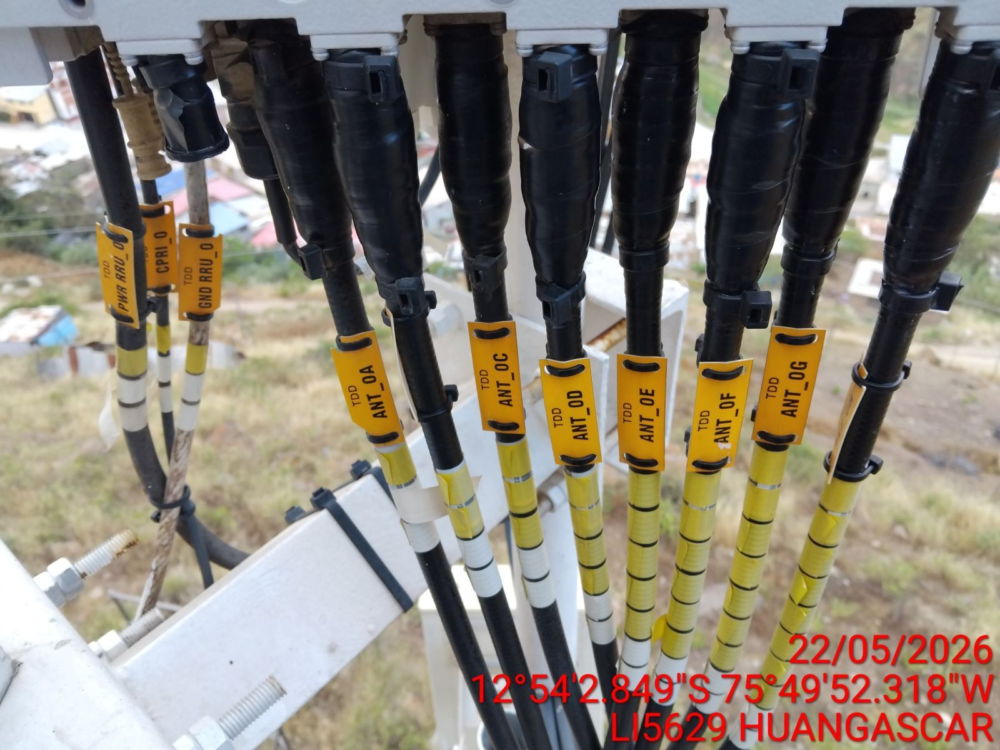 TDD
PWR RRU_0
TDD
CPRI_0
TDD
GND RRU_0
TDD
ANT_0A
TDD
ANT_0C
TDD
ANT_0D
TDD
ANT_0E
TDD
ANT_0F
TDD
ANT_0G
22/05/2026
12°54'2.849"S 75°49'52.318"W
LI5629 HUANGASCAR